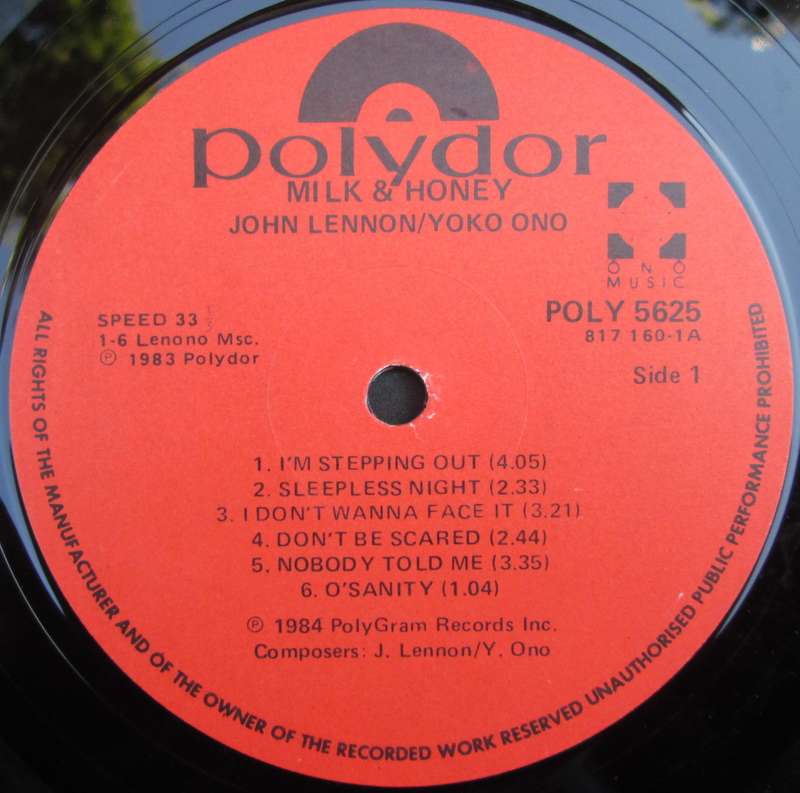 polydor
MILK & HONEY
JOHN LENNON/YOKO ONO
ONO
MUSIC
SPEED 33 1/3
1-6 Lenono Msc.
℗ 1983 Polydor
POLY 5625
817 160-1A
Side 1
1. I'M STEPPING OUT (4.05)
2. SLEEPLESS NIGHT (2.33)
3. I DON'T WANNA FACE IT (3.21)
4. DON'T BE SCARED (2.44)
5. NOBODY TOLD ME (3.35)
6. O'SANITY (1.04)
℗ 1984 PolyGram Records Inc.
Composers: J. Lennon/Y. Ono
ALL RIGHTS OF THE MANUFACTURER AND OF THE OWNER OF THE RECORDED WORK RESERVED UNAUTHORISED PUBLIC PERFORMANCE PROHIBITED